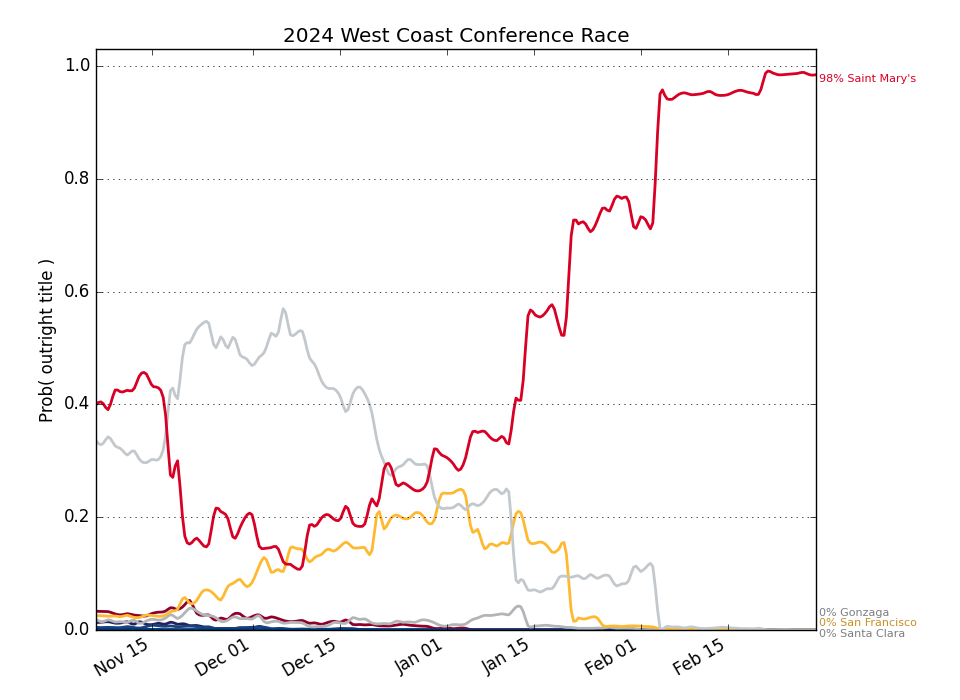 2024 West Coast Conference Race
1.0
98% Saint Mary's
0.8
0.6
Prob( outright title )
0.4
0.2
0% Gonzaga
0% San Francisco
0.0
0% Santa Clara
Nov 15
Dec 01
Dec 15
Jan 01
Jan 15
Feb 01
Feb 15